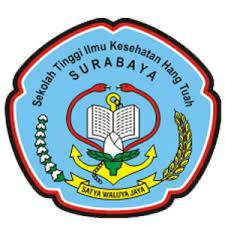 Sekolah Tinggi Ilmu Kesehatan Hang Tuah
SURABAYA
SATYA WALUYA JAYA